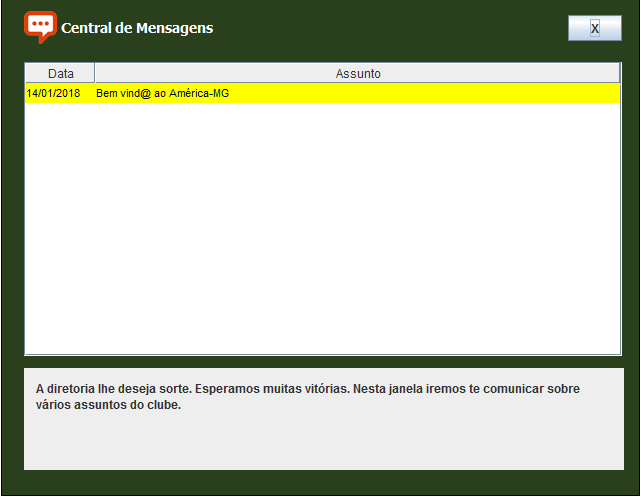 Central de Mensagens
X
Data Assunto
14/01/2018 Bem vind@ ao América-MG
A diretoria lhe deseja sorte. Esperamos muitas vitórias. Nesta janela iremos te comunicar sobre
vários assuntos do clube.